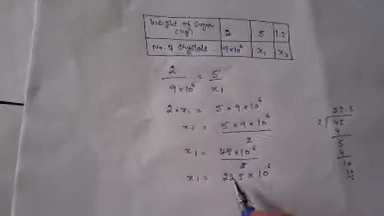 Weight of Sugar (kg) 2 5 1.2
No. of Crystals 9×10⁶ x₁ x₂
2/9×10⁶ = 5/x₁
2×x₁ = 5×9×10⁶
x₁ = 5×9×10⁶/2
x₁ = 45×10⁶/2
x₁ = 22.5×10⁶
22.5
2 45
4
5
4
10
10